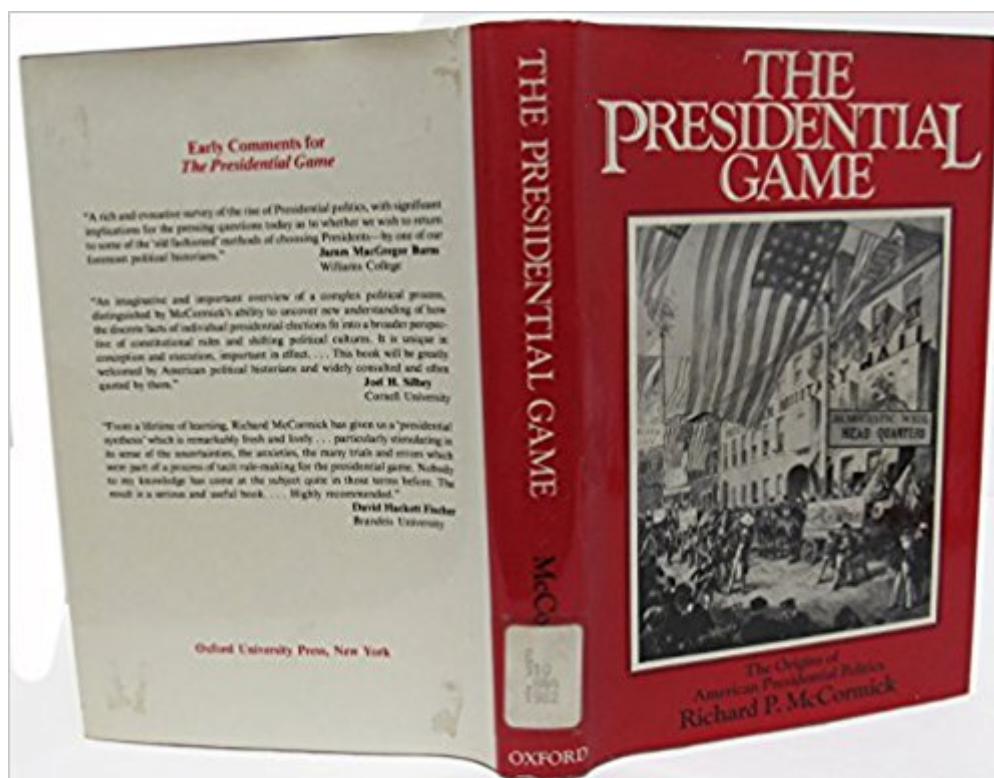 Early Comments for
The Presidential Game
"A rich and evocative survey of the rise of Presidential politics, with significant
implications for the pressing questions today as to whether we wish to return
to some of the 'old fashioned' methods of choosing Presidents—by one of our
foremost political historians."
James MacGregor Burns
Williams College
"An imaginative and important overview of a complex political process,
distinguished by McCormick's ability to uncover new understanding of how
the discrete facts of individual presidential elections fit into a broader perspec-
tive of constitutional rules and shifting political cultures. It is unique in
conception and execution, important in effect. . . . This book will be greatly
welcomed by American political historians and widely consulted and often
quoted by them."
Joel H. Silbey
Cornell University
"From a lifetime of learning, Richard McCormick has given us a 'presidential
synthesis' which is remarkably fresh and lively . . . particularly stimulating in
its sense of the uncertainties, the anxieties, the many trials and errors which
were part of a process of tacit rule-making for the presidential game. Nobody
to my knowledge has come at the subject quite in those terms before. The
result is a serious and useful book. . . . Highly recommended."
David Hackett Fischer
Brandeis University
Oxford University Press, New York
THE PRESIDENTIAL GAME
McCo
OXFORD
THE
PRESIDENTIAL
GAME
HALL
DEMOCRATIC WHIG
HEAD QUARTERS
The Origins of
American Presidential Politics
Richard P. McCormick